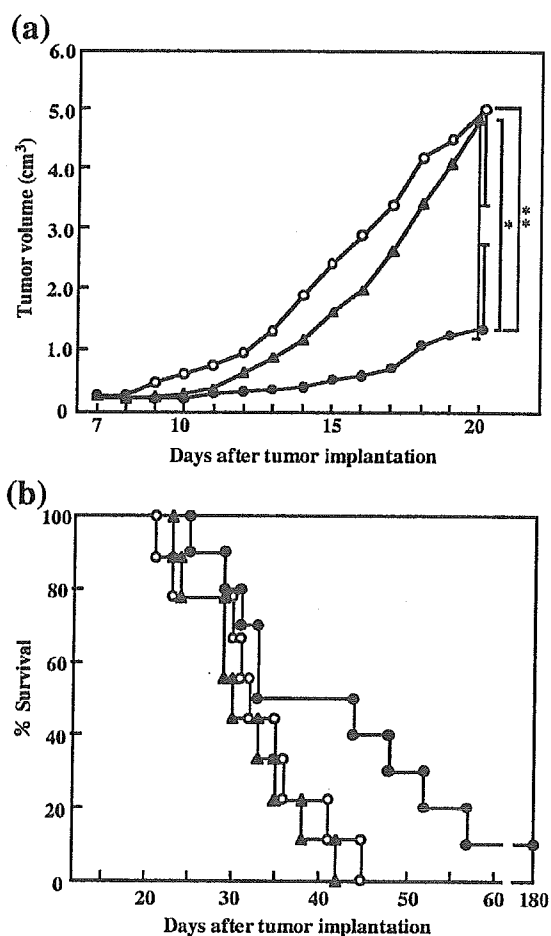 (a)
6.0
5.0
4.0
3.0
2.0
1.0
0
Tumor volume (cm3)
*
**
7 10 15 20
Days after tumor implantation
(b)
100
80
60
40
20
0
% Survival
20 30 40 50 60 180
Days after tumor implantation